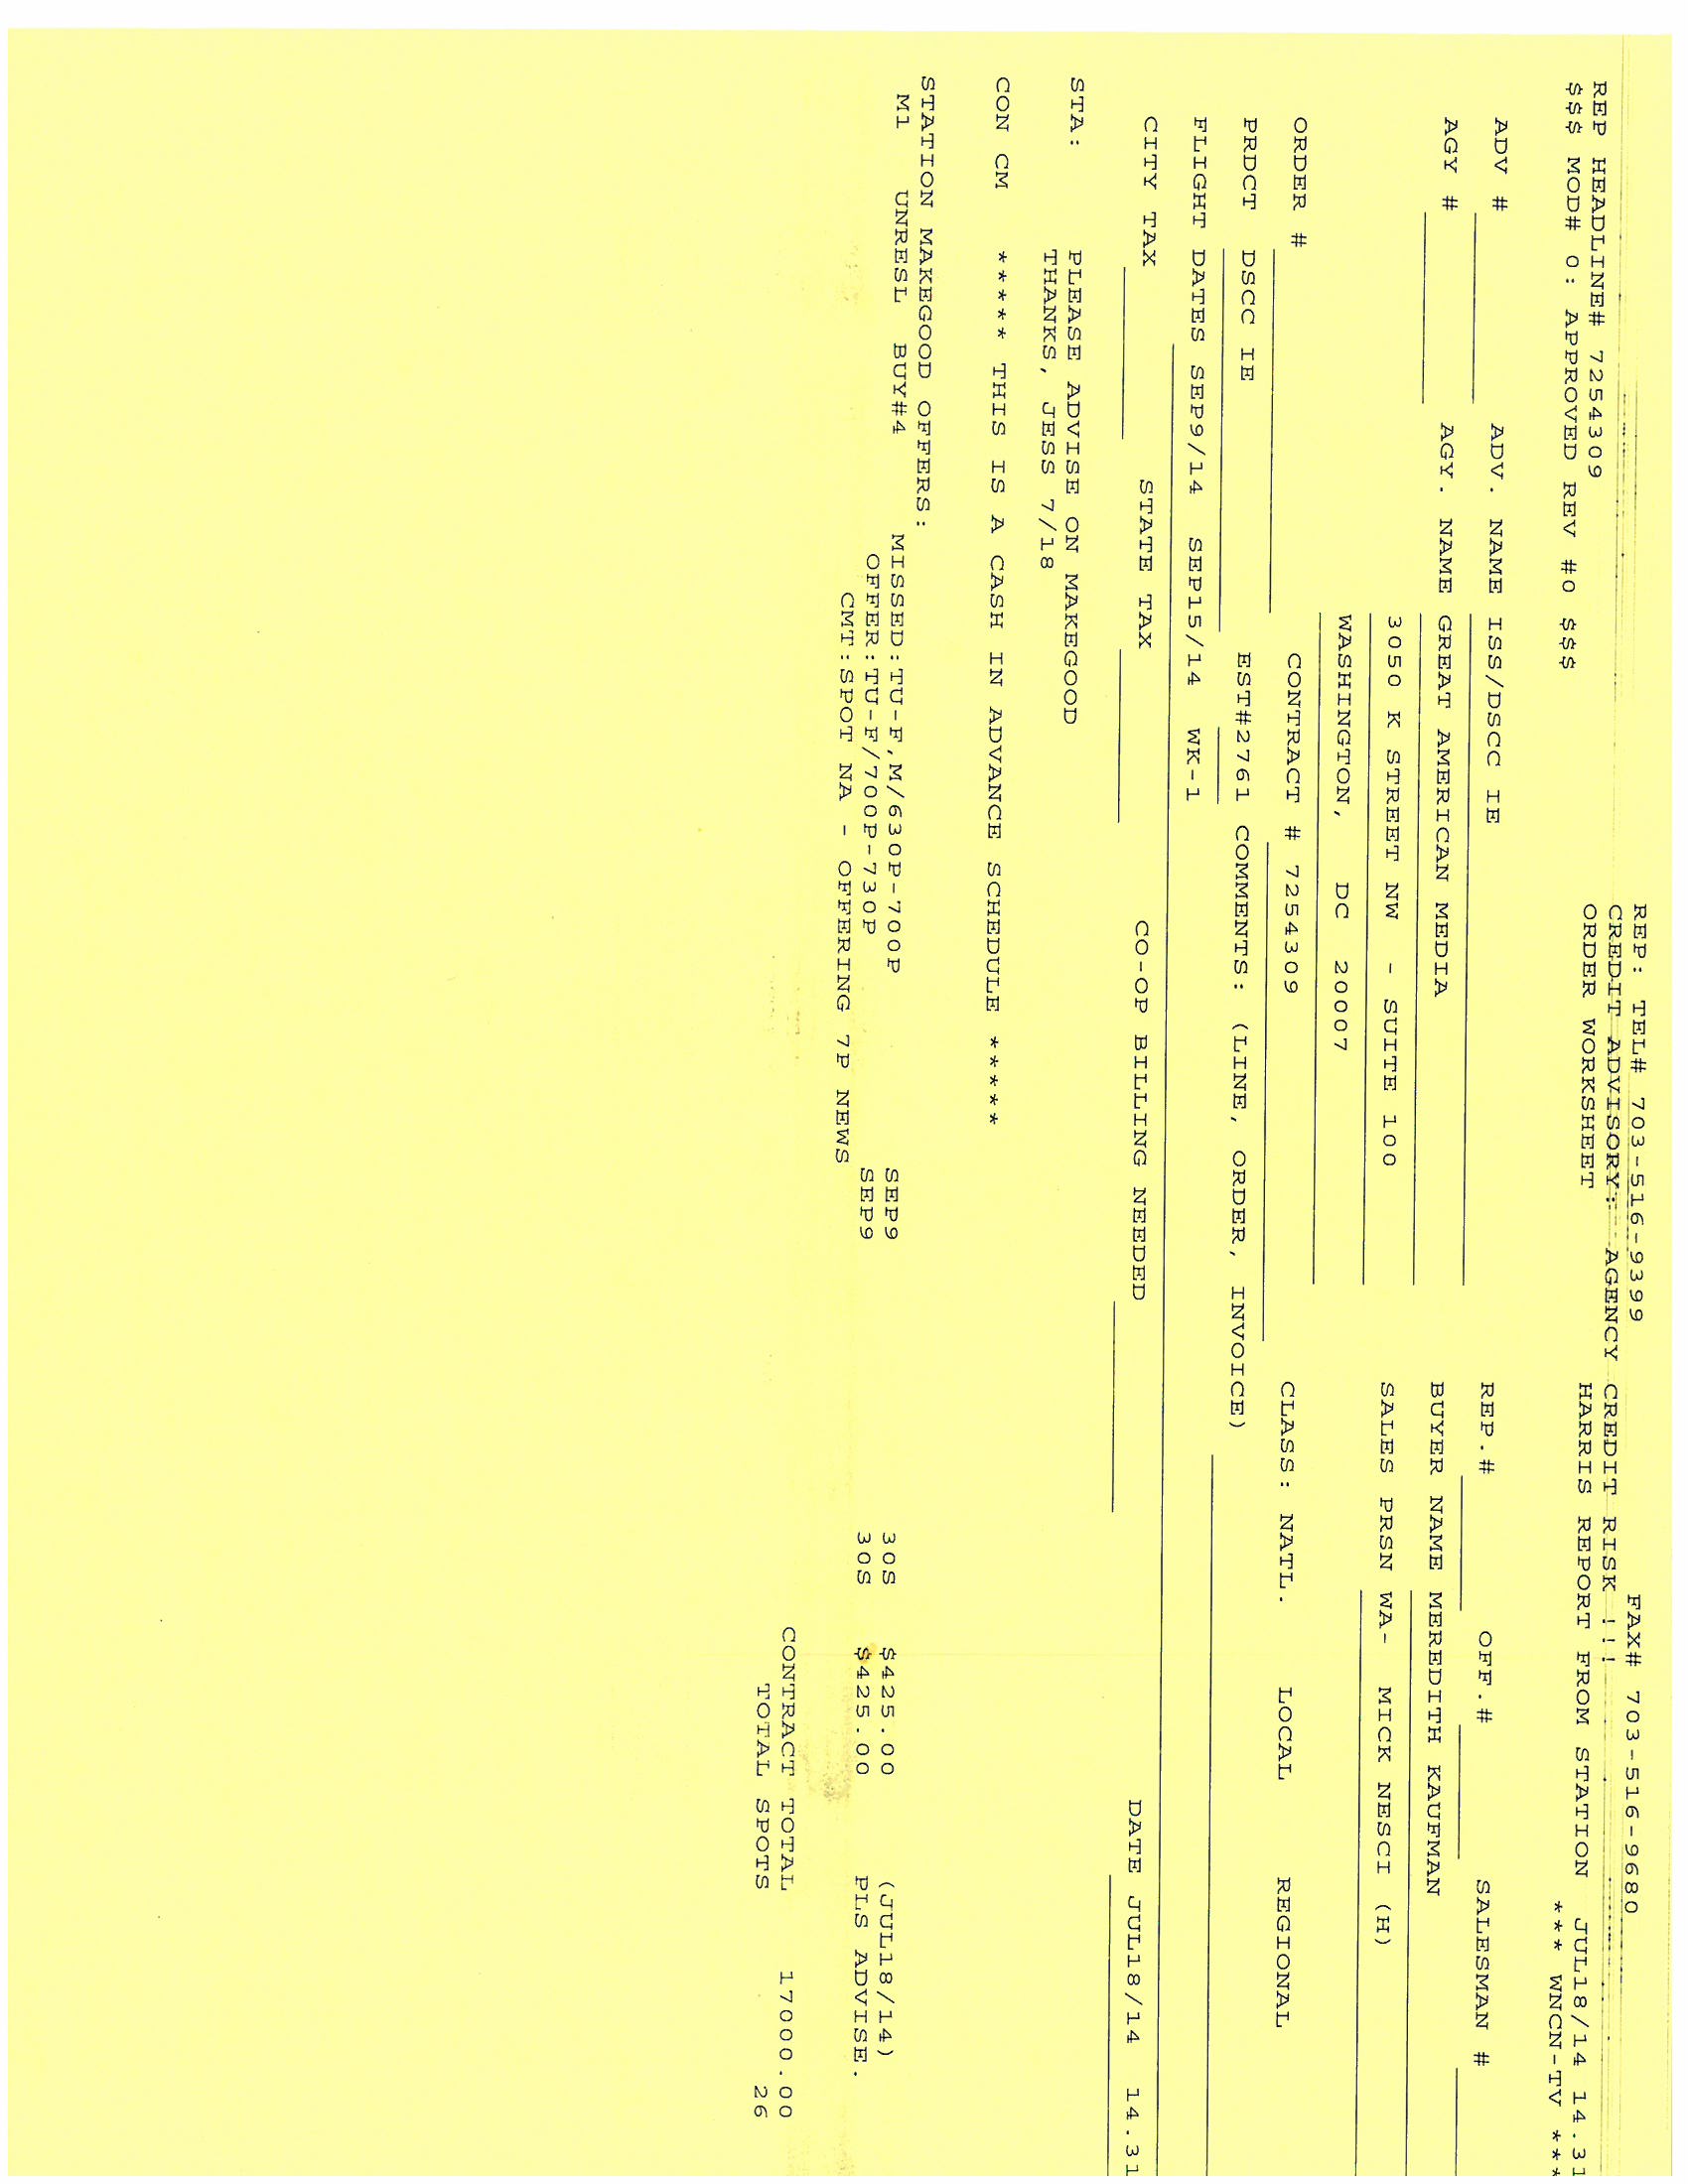 REP: TEL# 703-516-9399 FAX# 703-516-9680
CREDIT ADVISORY: AGENCY CREDIT RISK !!!
REP HEADLINE# 7254309 ORDER WORKSHEET HARRIS REPORT FROM STATION JUL18/14 14.31
$$$ MOD# 0: APPROVED REV #0 $$$ *** WNCN-TV ***
ADV # ADV. NAME ISS/DSCC IE REP.# OFF.# SALESMAN #
AGY # AGY. NAME GREAT AMERICAN MEDIA BUYER NAME MEREDITH KAUFMAN
3050 K STREET NW - SUITE 100 SALES PRSN WA- MICK NESCI (H)
WASHINGTON, DC 20007
ORDER # CONTRACT # 7254309 CLASS: NATL. LOCAL REGIONAL
PRDCT DSCC IE EST#2761 COMMENTS: (LINE, ORDER, INVOICE)
FLIGHT DATES SEP9/14 SEP15/14 WK-1
CITY TAX STATE TAX CO-OP BILLING NEEDED DATE JUL18/14 14.31
STA: PLEASE ADVISE ON MAKEGOOD
THANKS, JESS 7/18
CON CM ***** THIS IS A CASH IN ADVANCE SCHEDULE *****
STATION MAKEGOOD OFFERS:
M1 UNRESL BUY#4 MISSED:TU-F,M/630P-700P SEP9 30S $425.00 (JUL18/14)
OFFER:TU-F/700P-730P SEP9 30S $425.00 PLS ADVISE.
CMT:SPOT NA - OFFERING 7P NEWS
CONTRACT TOTAL 17000.00
TOTAL SPOTS 26